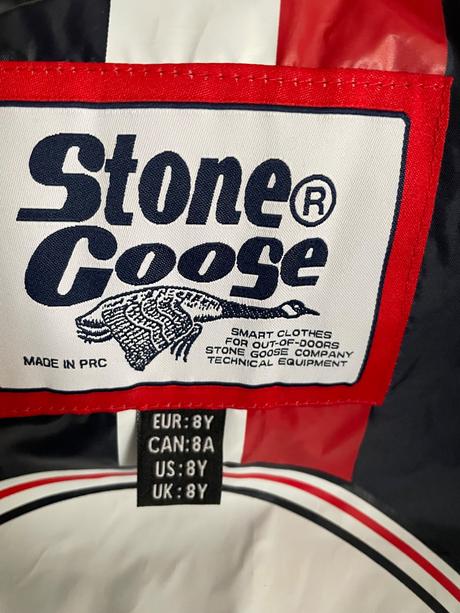 Stone®
Goose
SMART CLOTHES
FOR OUT-OF-DOORS
STONE GOOSE COMPANY
TECHNICAL EQUIPMENT
MADE IN PRC
EUR:8Y
CAN:8A
US:8Y
UK:8Y